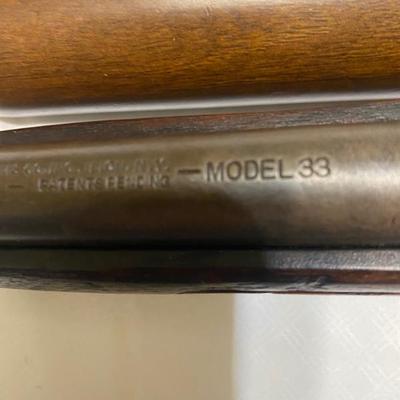 N.Y.
— PATENTS PENDING — MODEL 33